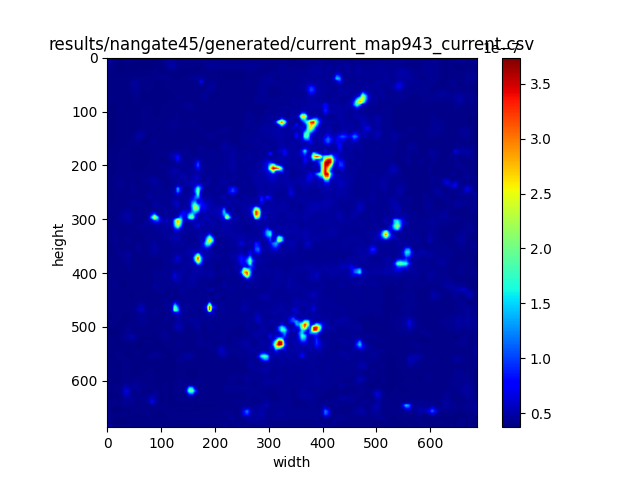 results/nangate45/generated/current_map943_current.csv
1e−7
0
100
200
300
400
500
600
height
0 100 200 300 400 500 600
width
3.5
3.0
2.5
2.0
1.5
1.0
0.5